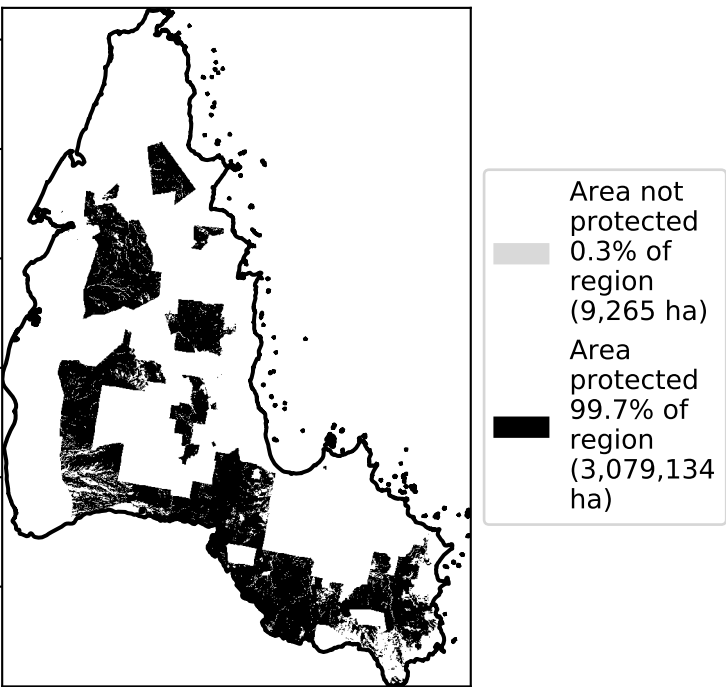 Area not
protected
0.3% of
region
(9,265 ha)
Area
protected
99.7% of
region
(3,079,134
ha)